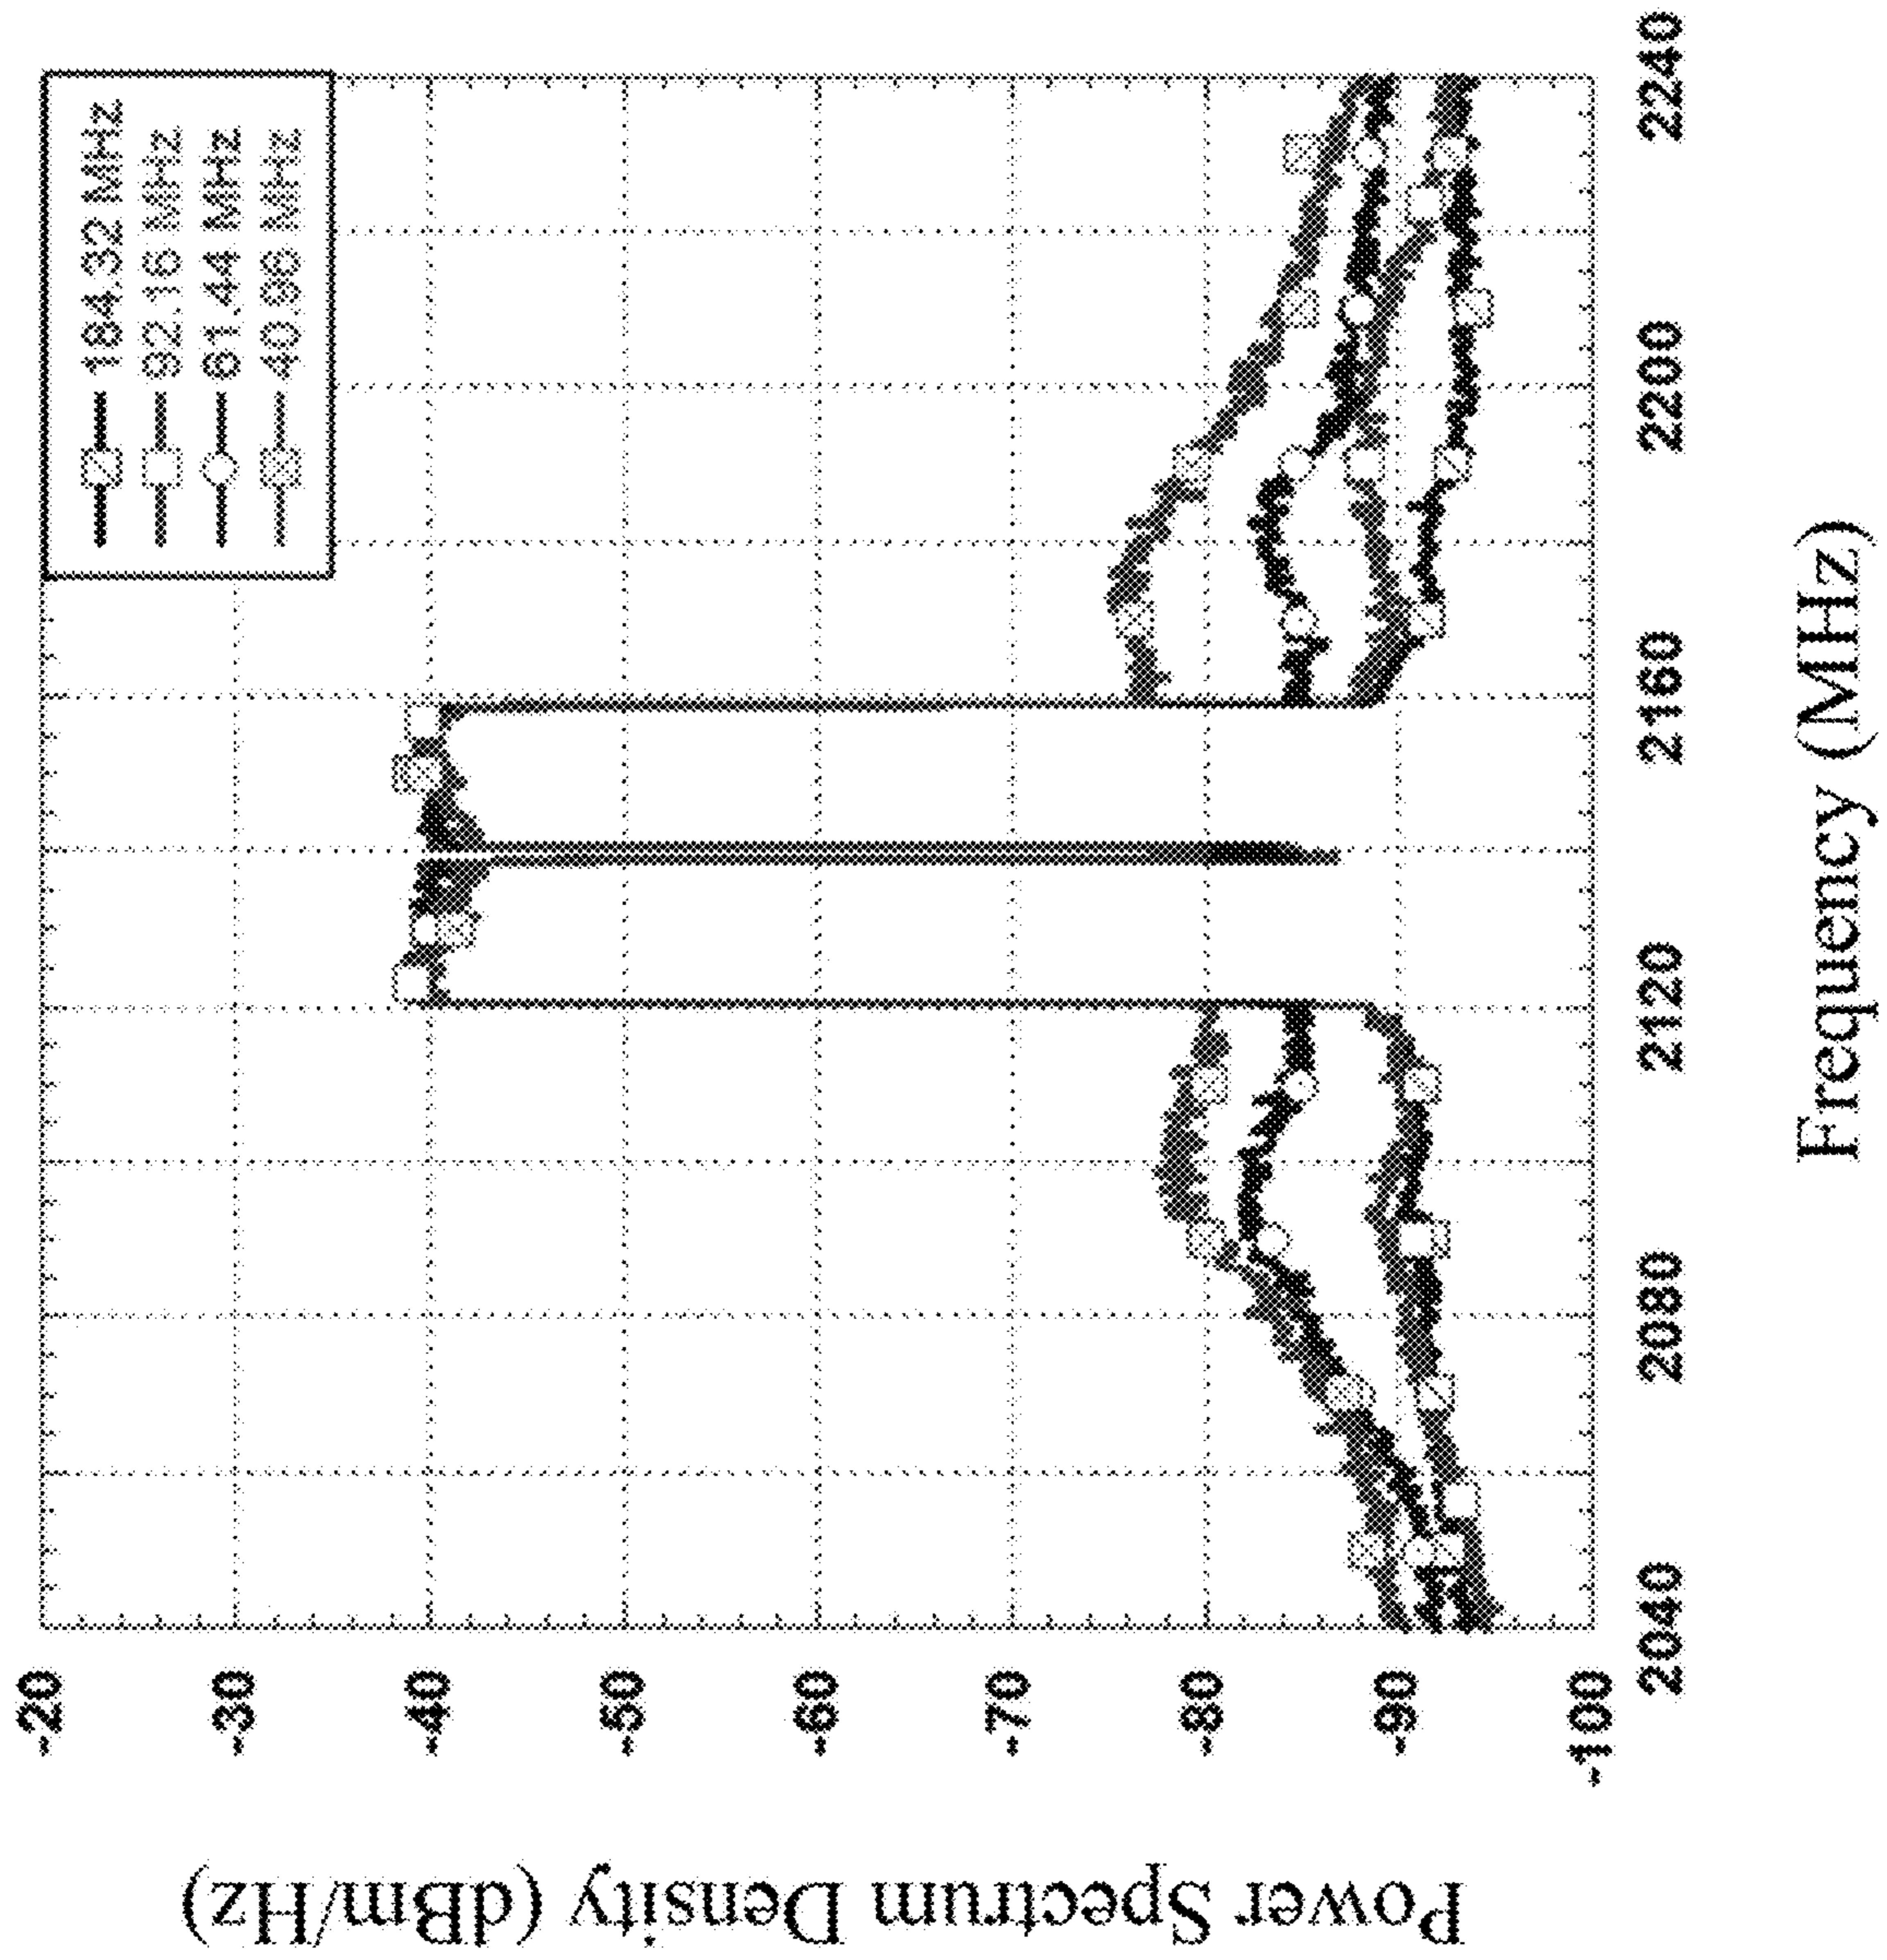 184.32 MHz
92.16 MHz
61.44 MHz
40.96 MHz
-20
-30
-40
-50
-60
-70
-80
-90
-100
2040
2080
2120
2160
2200
2240
Power Spectrum Density (dBm/Hz)
Frequency (MHz)